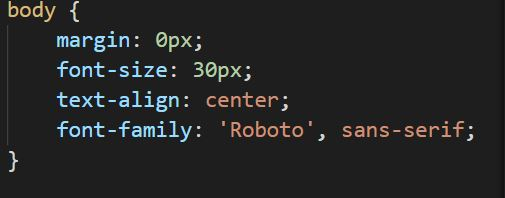 body {
    margin: 0px;
    font-size: 30px;
    text-align: center;
    font-family: 'Roboto', sans-serif;
}